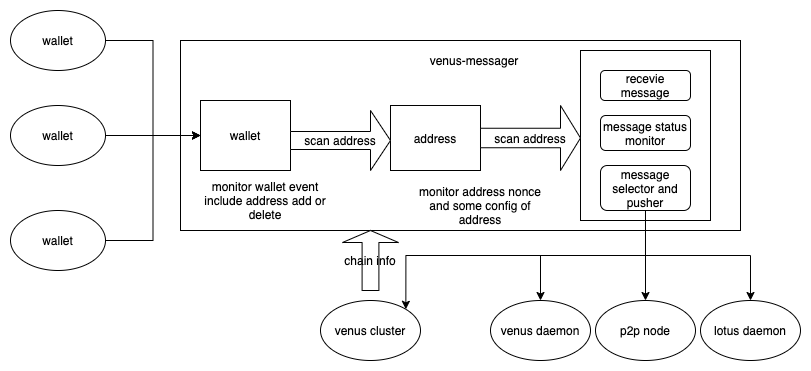 wallet
venus-messager
recevie
message
wallet
wallet
scan address
address
scan address
message status
monitor
message
selector and
pusher
monitor wallet event
include address add or
delete
monitor address nonce
and some config of
address
wallet
chain info
venus cluster
venus daemon
p2p node
lotus daemon